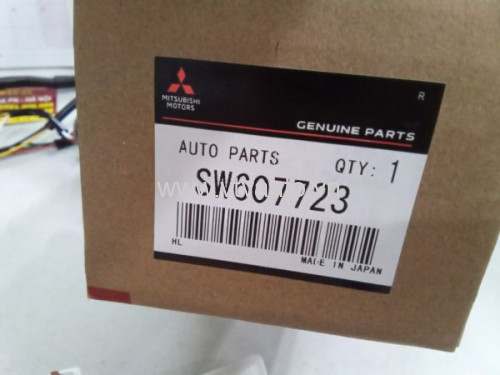 MITSUBISHI
MOTORS
R
GENUINE PARTS
AUTO PARTS QTY: 1
SW607723
HL
MADE IN JAPAN